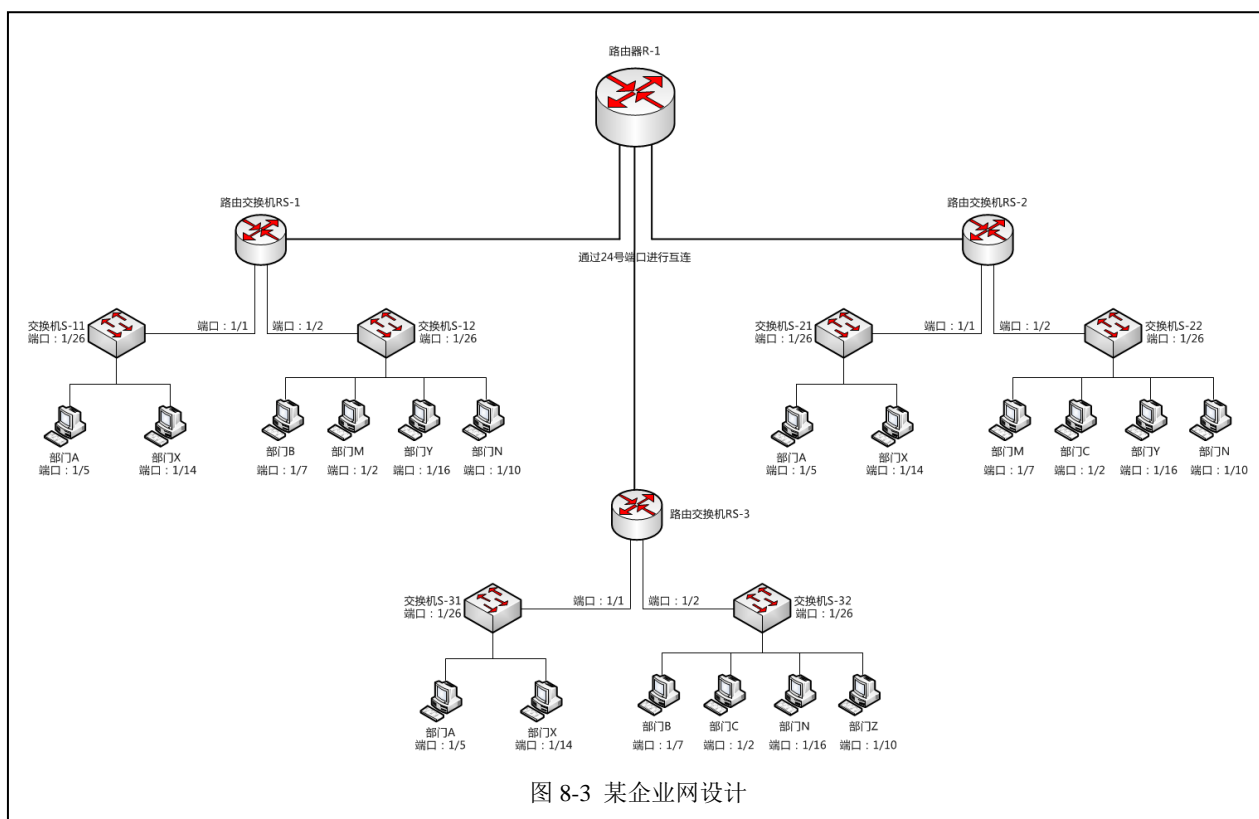 路由器R-1
路由交换机RS-1
路由交换机RS-2
通过24号端口进行互连
交换机S-11
端口：1/26
端口：1/1
端口：1/2
交换机S-12
端口：1/26
交换机S-21
端口：1/26
端口：1/1
端口：1/2
交换机S-22
端口：1/26
部门A
端口：1/5
部门X
端口：1/14
部门B
端口：1/7
部门M
端口：1/2
部门Y
端口：1/16
部门N
端口：1/10
部门A
端口：1/5
部门X
端口：1/14
部门M
端口：1/7
部门C
端口：1/2
部门Y
端口：1/16
部门N
端口：1/10
路由交换机RS-3
交换机S-31
端口：1/26
端口：1/1
端口：1/2
交换机S-32
端口：1/26
部门A
端口：1/5
部门X
端口：1/14
部门B
端口：1/7
部门C
端口：1/2
部门N
端口：1/16
部门Z
端口：1/10
图 8-3 某企业网设计